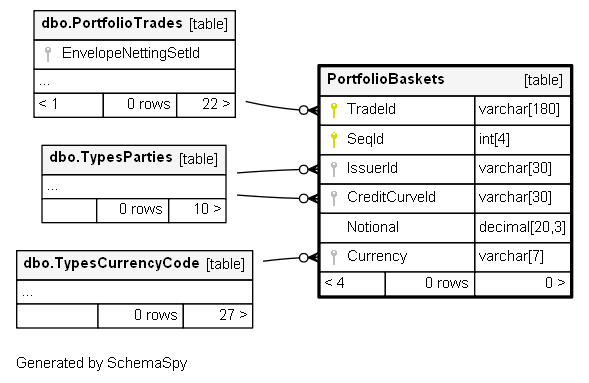 dbo.PortfolioTrades [table]
EnvelopeNettingSetId
...
< 1 0 rows 22 >
dbo.TypesParties [table]
...
0 rows 10 >
dbo.TypesCurrencyCode [table]
...
0 rows 27 >
PortfolioBaskets [table]
TradeId varchar[180]
SeqId int[4]
IssuerId varchar[30]
CreditCurveId varchar[30]
Notional decimal[20,3]
Currency varchar[7]
< 4 0 rows 0 >
Generated by SchemaSpy